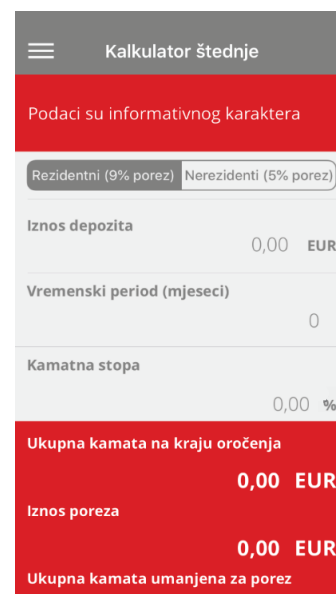 Kalkulator štednje
Podaci su informativnog karaktera
Rezidentni (9% porez) Nerezidenti (5% porez)
Iznos depozita
0,00 EUR
Vremenski period (mjeseci)
0
Kamatna stopa
0,00 %
Ukupna kamata na kraju oročenja
0,00 EUR
Iznos poreza
0,00 EUR
Ukupna kamata umanjena za porez